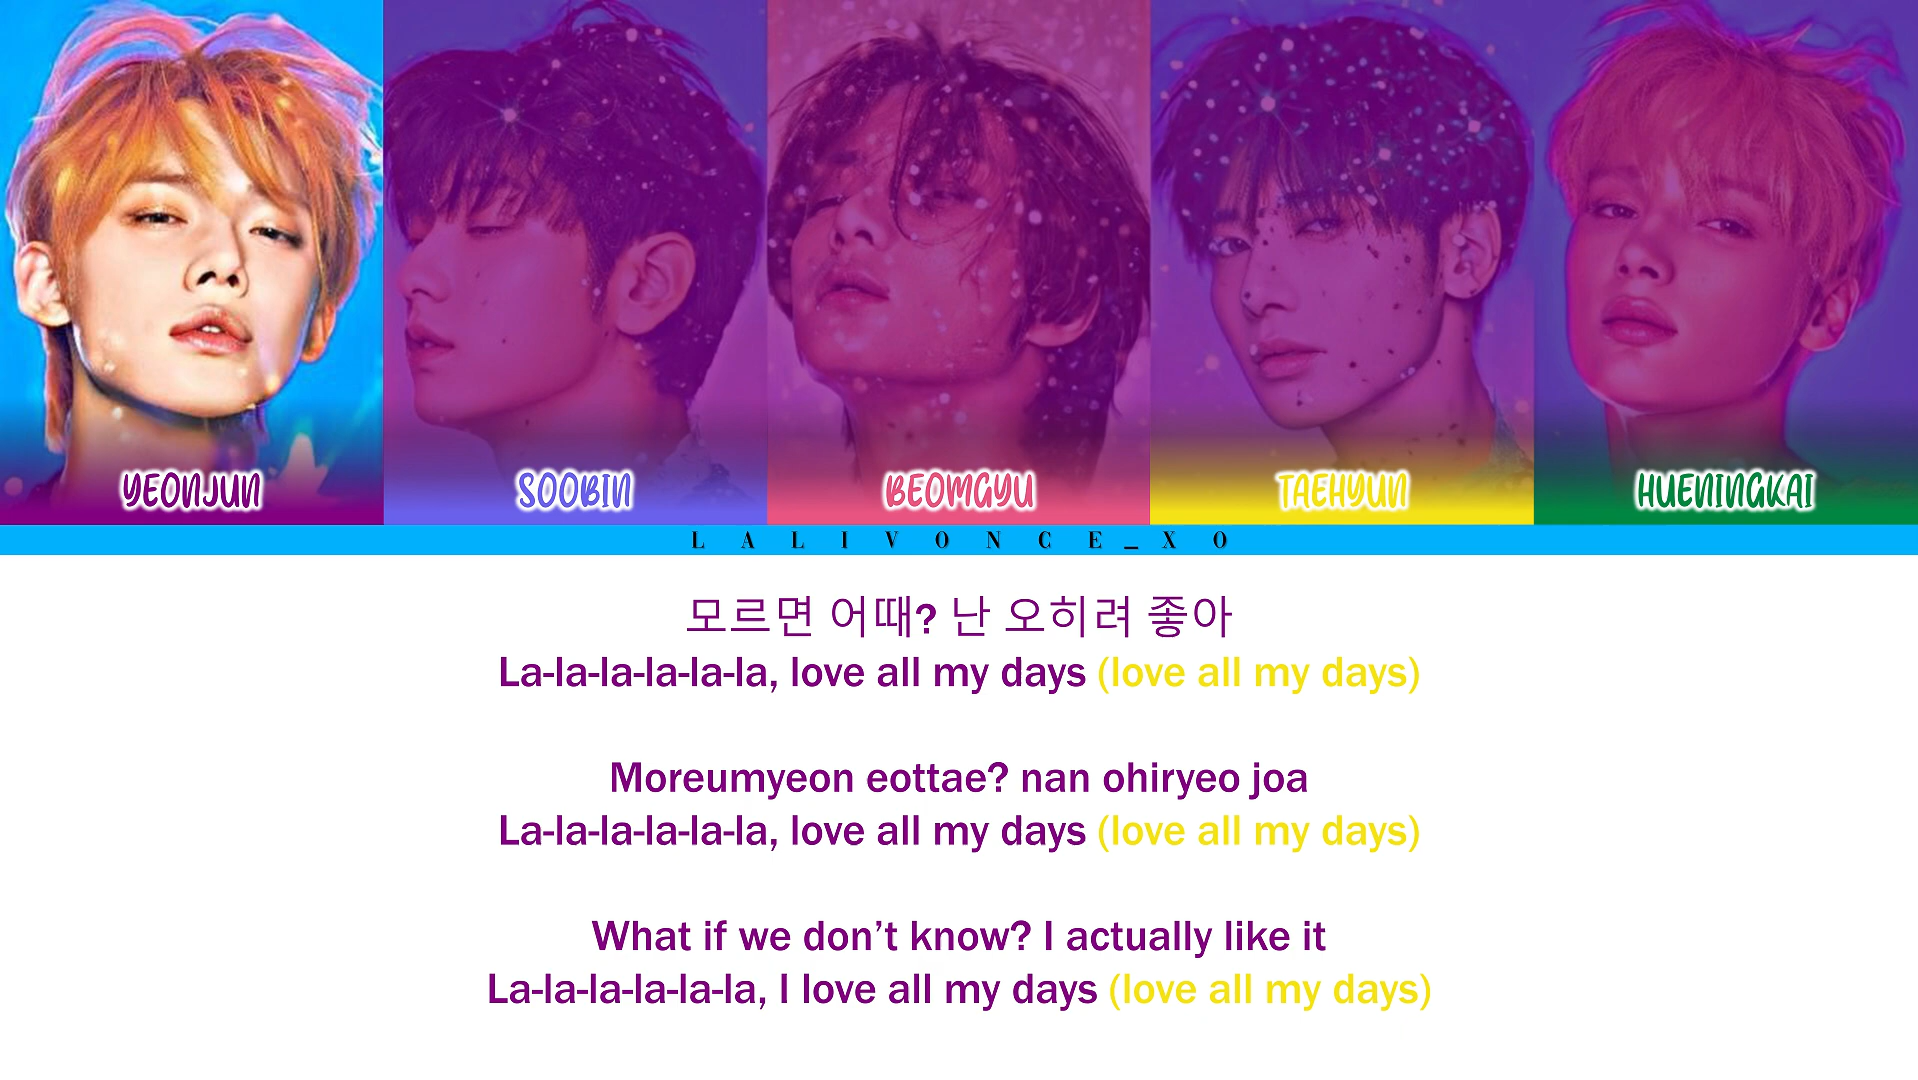 YEONJUN
SOOBIN
BEOMGYU
TAEHYUN
HUENINGKAI
LALIVONCE_XO
모르면 어때? 난 오히려 좋아
La-la-la-la-la-la, love all my days (love all my days)
Moreumyeon eottae? nan ohiryeo joa
La-la-la-la-la-la, love all my days (love all my days)
What if we don’t know? I actually like it
La-la-la-la-la-la, I love all my days (love all my days)